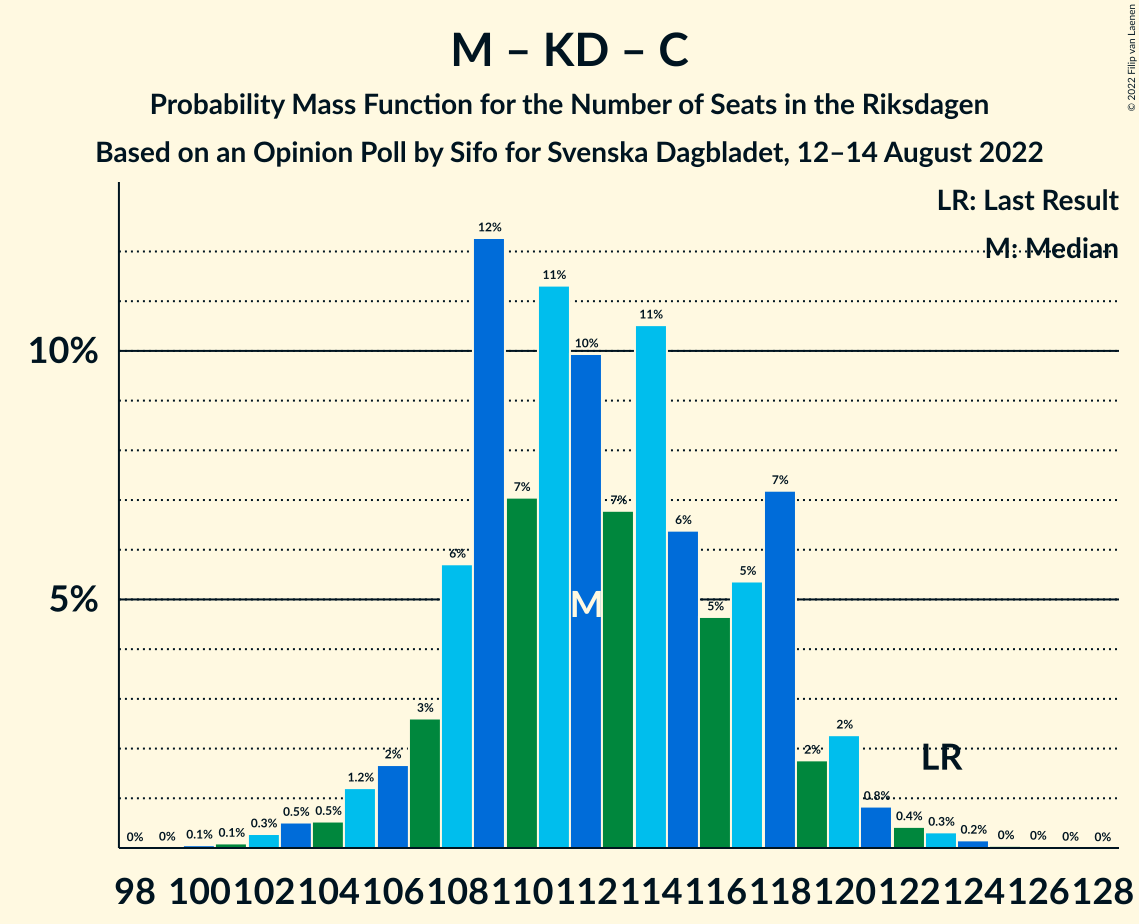 M – KD – C
Probability Mass Function for the Number of Seats in the Riksdagen
Based on an Opinion Poll by Sifo for Svenska Dagbladet, 12–14 August 2022
© 2022 Filip van Laenen
LR: Last Result
M: Median
10%
5%
0% 0% 0.1% 0.1% 0.3% 0.5% 0.5% 1.2% 2% 3% 6% 12% 7% 11% 10% 7% 11% 6% 5% 5% 7% 2% 2% 0.8% 0.4% 0.3% 0.2% 0% 0% 0% 0%
M
LR
98 100 102 104 106 108 110 112 114 116 118 120 122 124 126 128